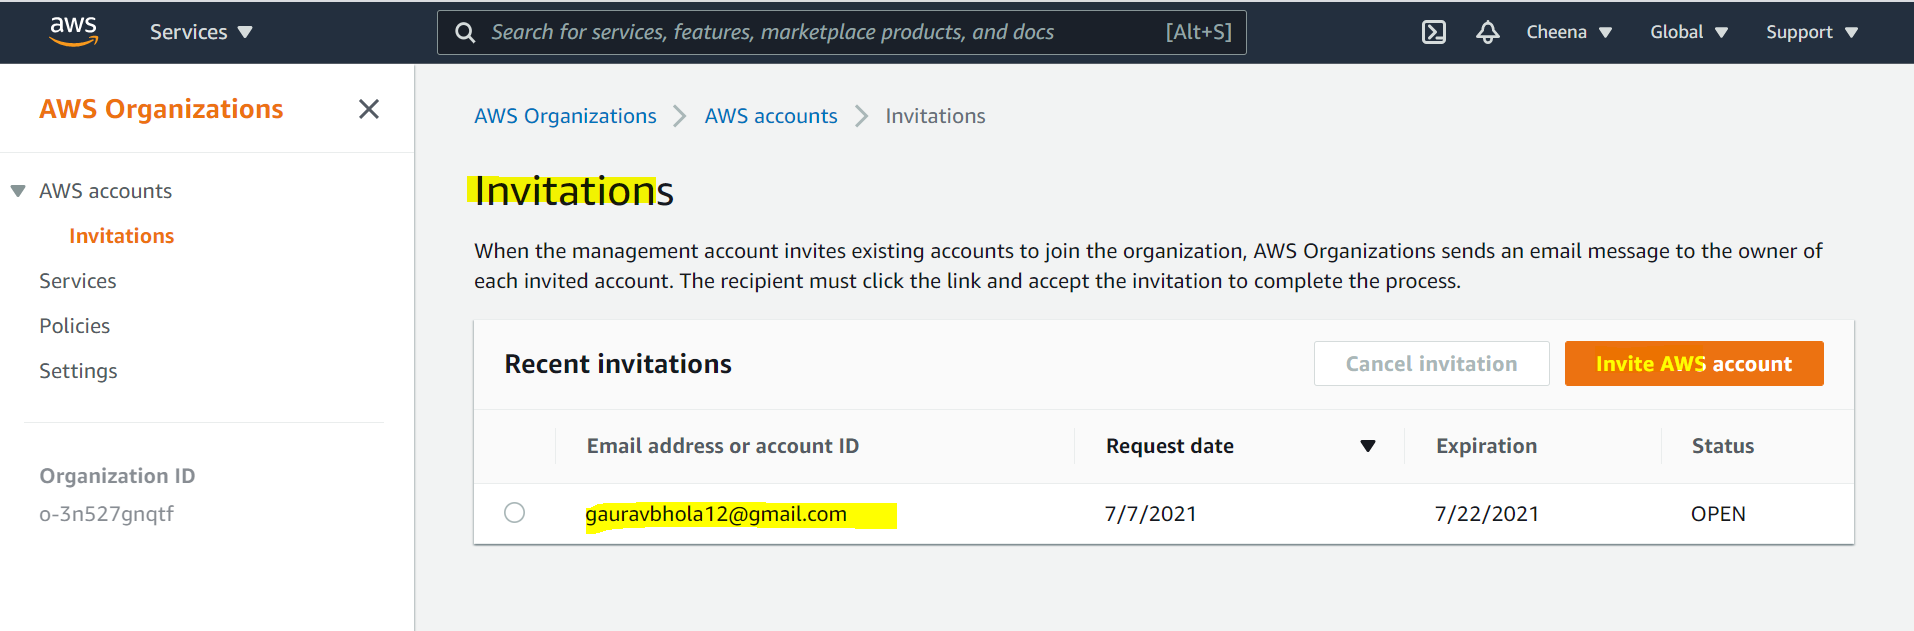 aws
Services
Search for services, features, marketplace products, and docs
[Alt+S]
Cheena
Global
Support
AWS Organizations
AWS accounts
Invitations
Services
Policies
Settings
Organization ID
o-3n527gnqtf
AWS Organizations
AWS accounts
Invitations
Invitations
When the management account invites existing accounts to join the organization, AWS Organizations sends an email message to the owner of
each invited account. The recipient must click the link and accept the invitation to complete the process.
Recent invitations
Cancel invitation
Invite AWS account
Email address or account ID
Request date
Expiration
Status
gauravbhola12@gmail.com
7/7/2021
7/22/2021
OPEN